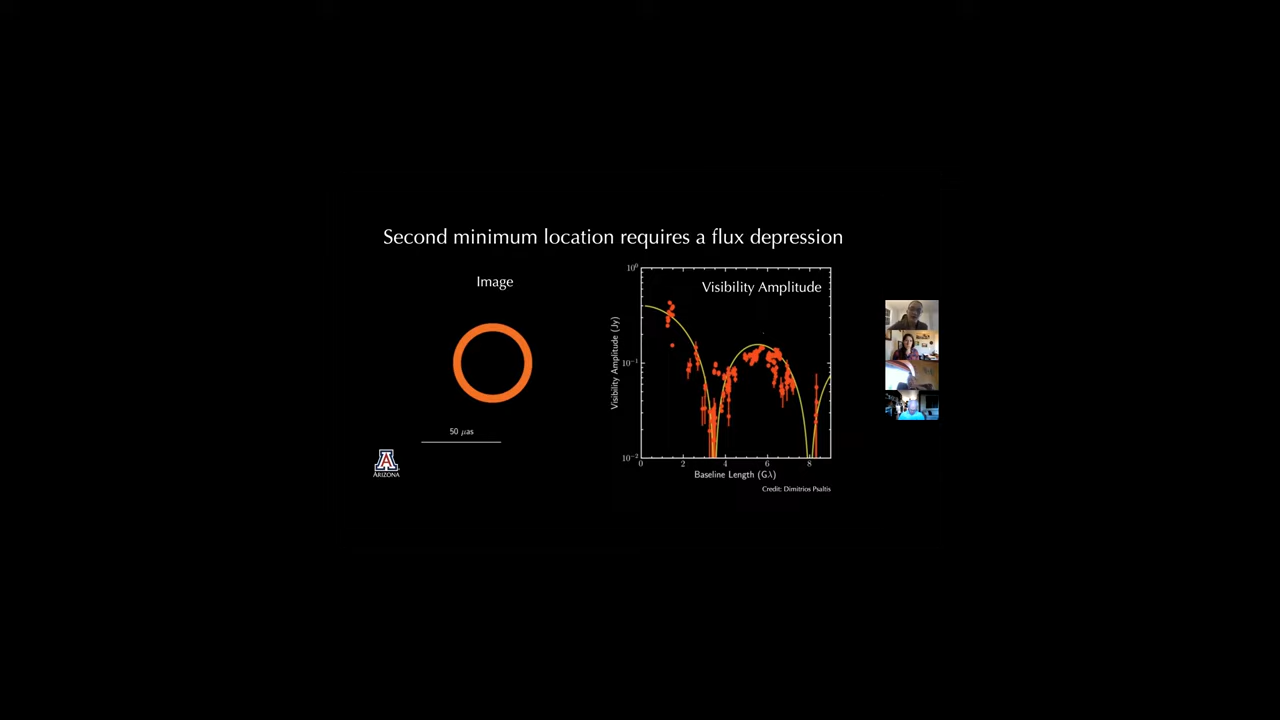 Second minimum location requires a flux depression
Image
50 μas
ARIZONA
Visibility Amplitude
Visibility Amplitude (Jy)
10⁰
10⁻¹
10⁻²
0 2 4 6 8
Baseline Length (Gλ)
Credit: Dimitrios Psaltis